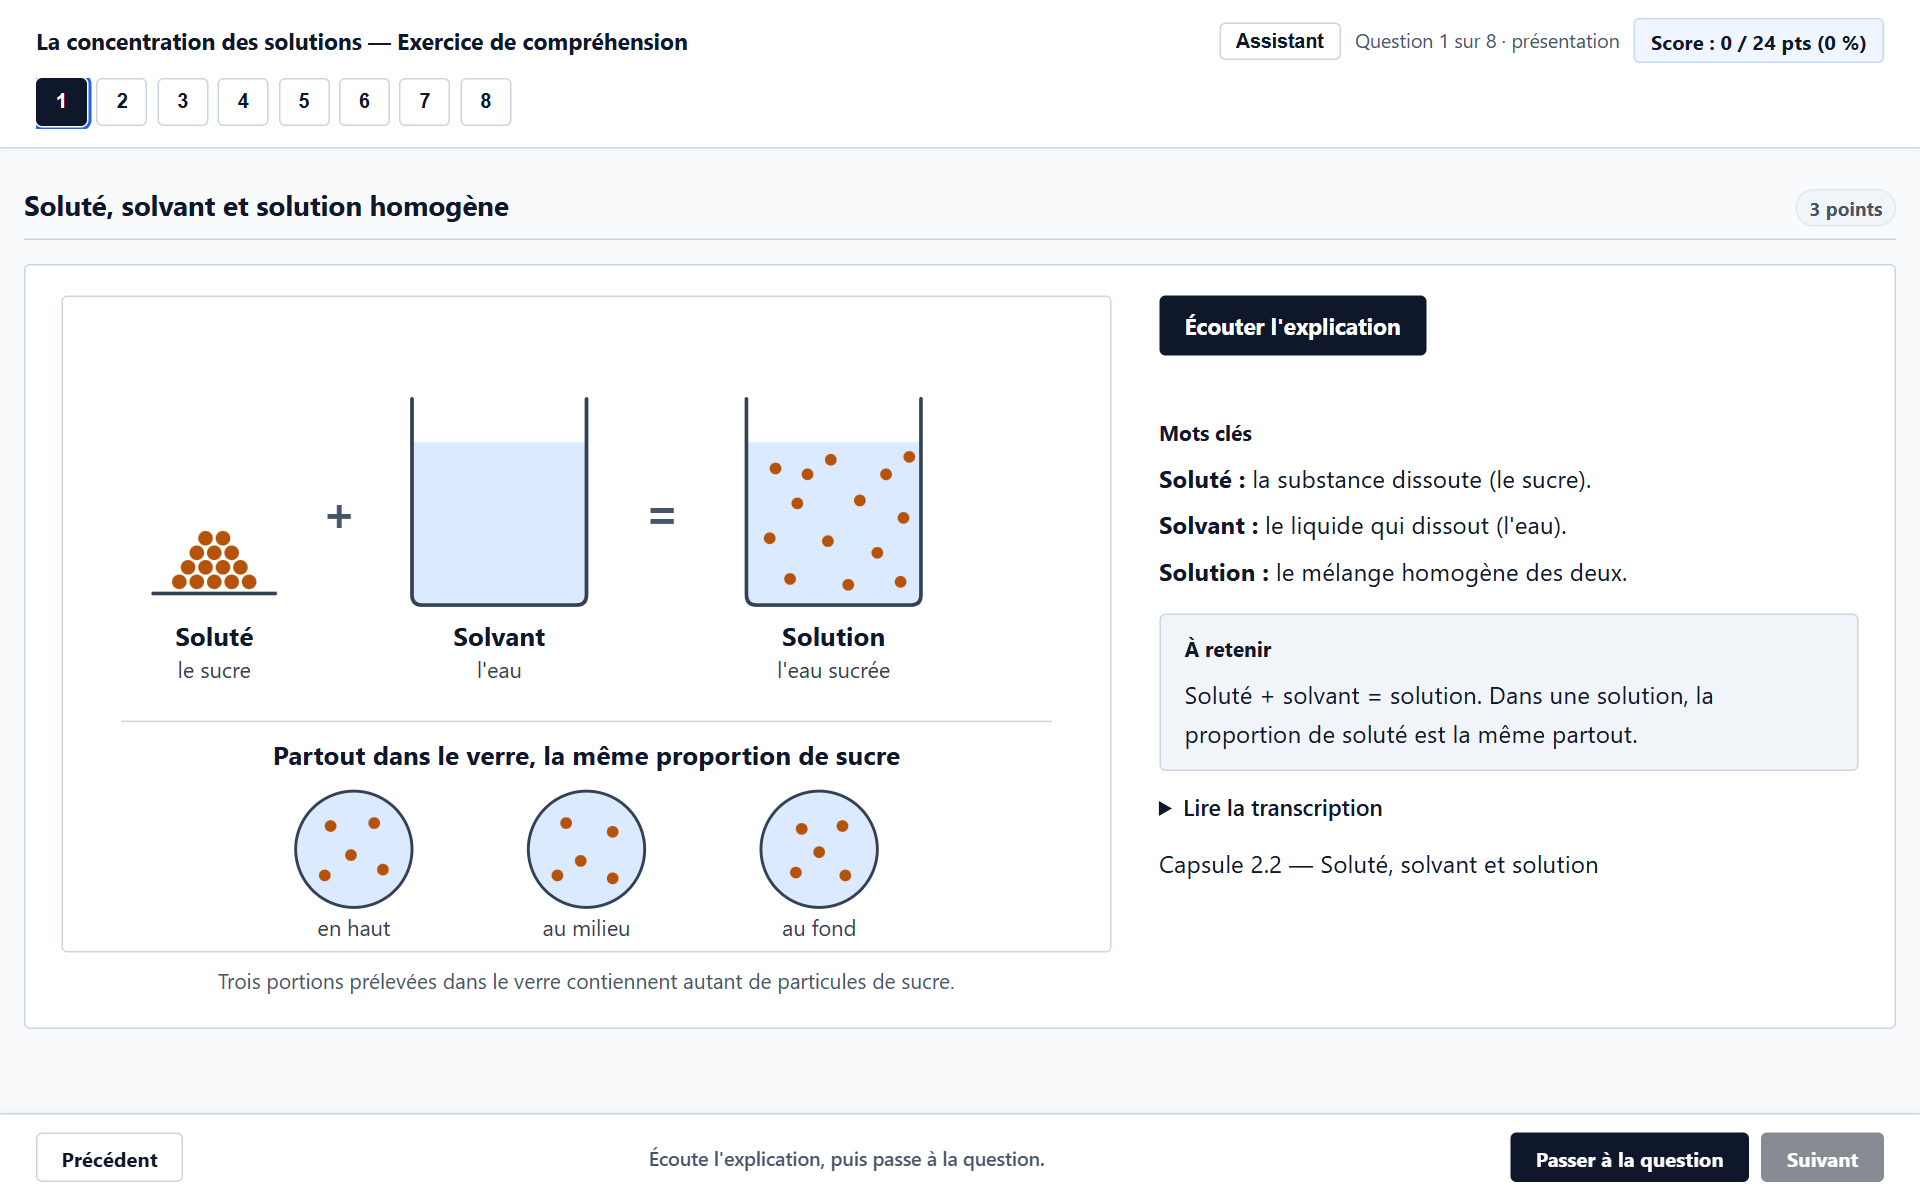 La concentration des solutions — Exercice de compréhension
Assistant
Question 1 sur 8 · présentation
Score : 0 / 24 pts (0 %)
1
2
3
4
5
6
7
8
Soluté, solvant et solution homogène
3 points
+
=
Soluté
le sucre
Solvant
l'eau
Solution
l'eau sucrée
Partout dans le verre, la même proportion de sucre
en haut
au milieu
au fond
Trois portions prélevées dans le verre contiennent autant de particules de sucre.
Écouter l'explication
Mots clés
Soluté : la substance dissoute (le sucre).
Solvant : le liquide qui dissout (l'eau).
Solution : le mélange homogène des deux.
À retenir
Soluté + solvant = solution. Dans une solution, la
proportion de soluté est la même partout.
Lire la transcription
Capsule 2.2 — Soluté, solvant et solution
Précédent
Écoute l'explication, puis passe à la question.
Passer à la question
Suivant